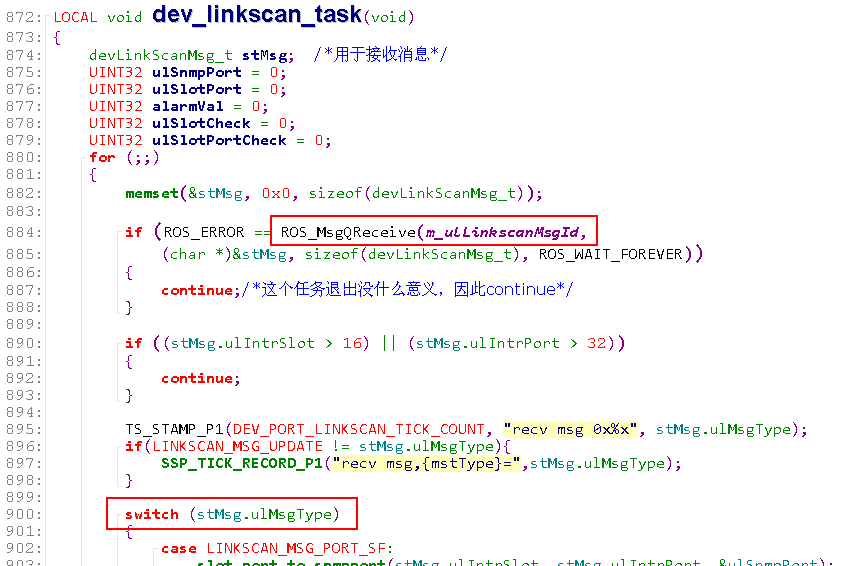 872: LOCAL void dev_linkscan_task(void)
873: {
874: devLinkScanMsg_t stMsg; /*用于接收消息*/
875: UINT32 ulSnmpPort = 0;
876: UINT32 ulSlotPort = 0;
877: UINT32 alarmVal = 0;
878: UINT32 ulSlotCheck = 0;
879: UINT32 ulSlotPortCheck = 0;
880: for (;;)
881: {
882: memset(&stMsg, 0x0, sizeof(devLinkScanMsg_t));
883:
884: if (ROS_ERROR == ROS_MsgQReceive(m_ulLinkscanMsgId,
885: (char *)&stMsg, sizeof(devLinkScanMsg_t), ROS_WAIT_FOREVER))
886: {
887: continue;/*这个任务退出没什么意义，因此continue*/
888: }
889:
890: if ((stMsg.ulIntrSlot > 16) || (stMsg.ulIntrPort > 32))
891: {
892: continue;
893: }
894:
895: TS_STAMP_P1(DEV_PORT_LINKSCAN_TICK_COUNT, "recv msg 0x%x", stMsg.ulMsgType);
896: if(LINKSCAN_MSG_UPDATE != stMsg.ulMsgType){
897: SSP_TICK_RECORD_P1("recv msg,{mstType}=",stMsg.ulMsgType);
898: }
899:
900: switch (stMsg.ulMsgType)
901: {
902: case LINKSCAN_MSG_PORT_SF:
903: slot_port_to_snmpport(stMsg.ulIntrSlot, stMsg.ulIntrPort, &ulSnmpPort);